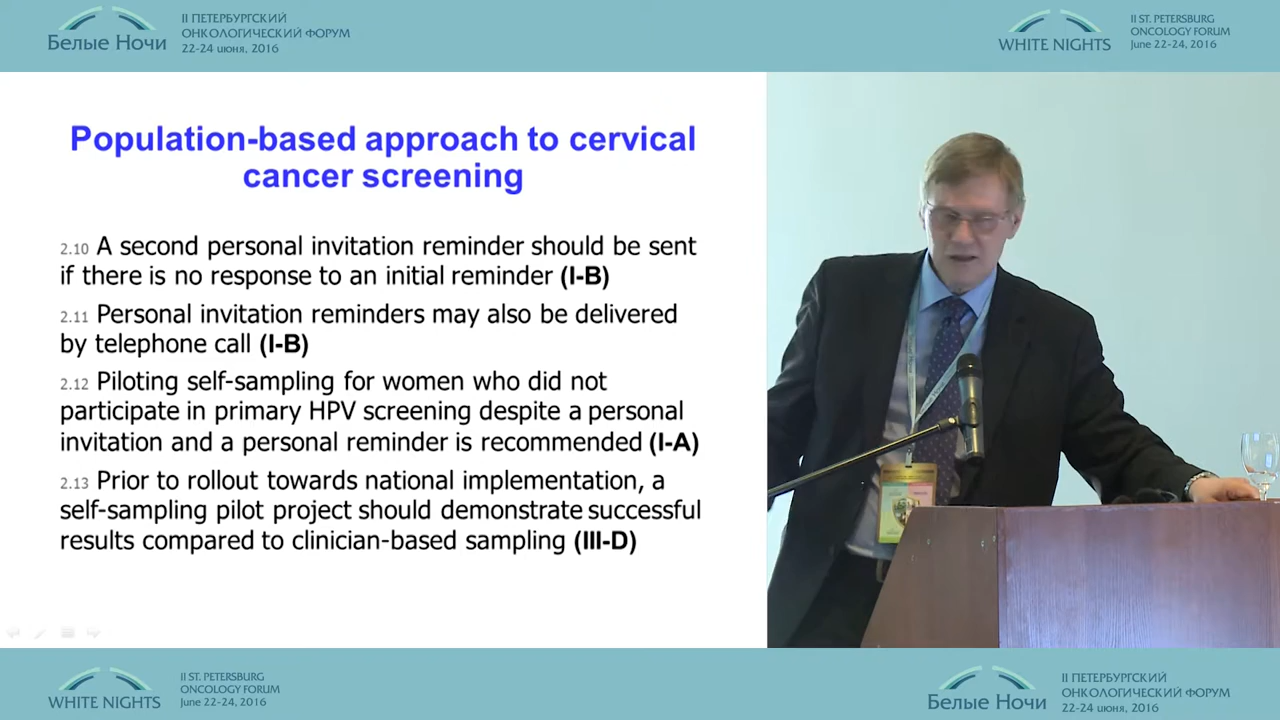 Белые Ночи
II ПЕТЕРБУРГСКИЙ
ОНКОЛОГИЧЕСКИЙ ФОРУМ
22-24 июня, 2016
WHITE NIGHTS
II ST. PETERSBURG
ONCOLOGY FORUM
June 22-24, 2016
Population-based approach to cervical
cancer screening
2.10 A second personal invitation reminder should be sent
if there is no response to an initial reminder (I-B)
2.11 Personal invitation reminders may also be delivered
by telephone call (I-B)
2.12 Piloting self-sampling for women who did not
participate in primary HPV screening despite a personal
invitation and a personal reminder is recommended (I-A)
2.13 Prior to rollout towards national implementation, a
self-sampling pilot project should demonstrate successful
results compared to clinician-based sampling (III-D)
WHITE NIGHTS
II ST. PETERSBURG
ONCOLOGY FORUM
June 22-24, 2016
Белые Ночи
II ПЕТЕРБУРГСКИЙ
ОНКОЛОГИЧЕСКИЙ ФОРУМ
22-24 июня, 2016